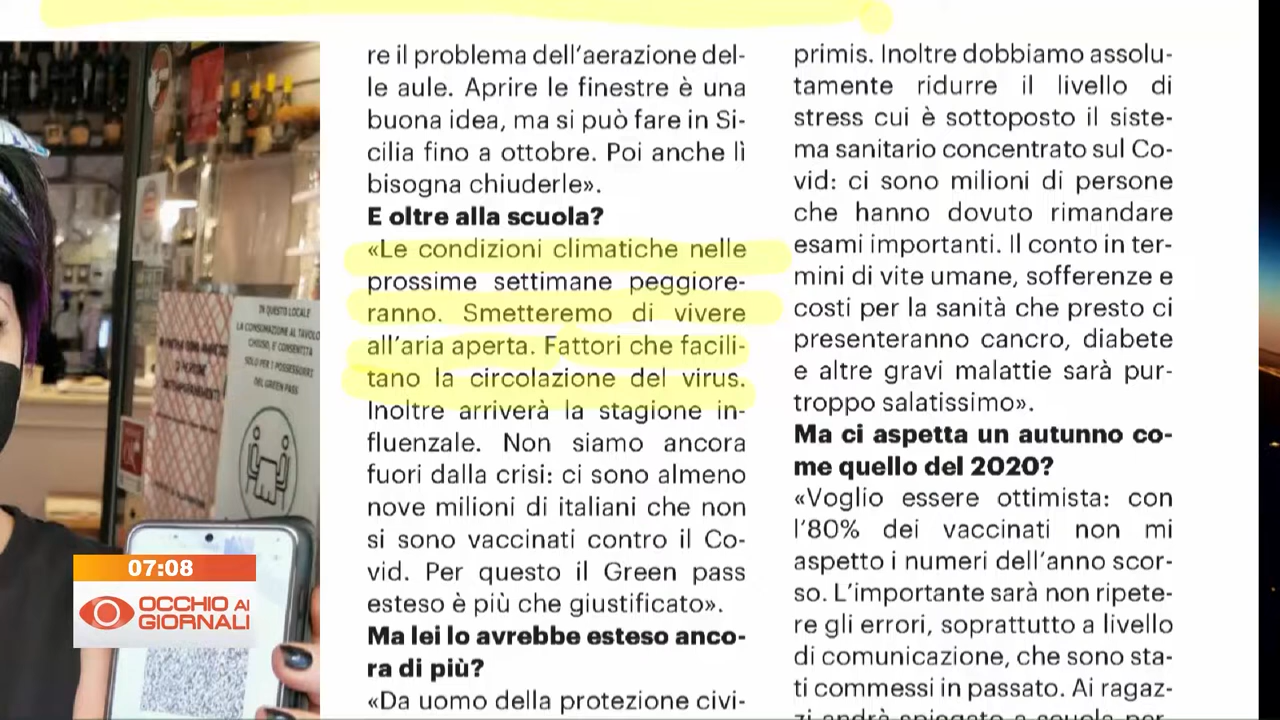 IN QUESTO LOCALE
LA CONSUMAZIONE AL TAVOLO
CHIUSO, E' CONSENTITA
SOLO PER I POSSESSORI
DEL GREEN PASS
07:08
OCCHIO AI
GIORNALI
re il problema dell'aerazione del-
le aule. Aprire le finestre è una
buona idea, ma si può fare in Si-
cilia fino a ottobre. Poi anche lì
bisogna chiuderle».
E oltre alla scuola?
«Le condizioni climatiche nelle
prossime settimane peggiore-
ranno. Smetteremo di vivere
all'aria aperta. Fattori che facili-
tano la circolazione del virus.
Inoltre arriverà la stagione in-
fluenzale. Non siamo ancora
fuori dalla crisi: ci sono almeno
nove milioni di italiani che non
si sono vaccinati contro il Co-
vid. Per questo il Green pass
esteso è più che giustificato».
Ma lei lo avrebbe esteso anco-
ra di più?
«Da uomo della protezione civi-
primis. Inoltre dobbiamo assolu-
tamente ridurre il livello di
stress cui è sottoposto il siste-
ma sanitario concentrato sul Co-
vid: ci sono milioni di persone
che hanno dovuto rimandare
esami importanti. Il conto in ter-
mini di vite umane, sofferenze e
costi per la sanità che presto ci
presenteranno cancro, diabete
e altre gravi malattie sarà pur-
troppo salatissimo».
Ma ci aspetta un autunno co-
me quello del 2020?
«Voglio essere ottimista: con
l'80% dei vaccinati non mi
aspetto i numeri dell'anno scor-
so. L'importante sarà non ripete-
re gli errori, soprattutto a livello
di comunicazione, che sono sta-
ti commessi in passato. Ai ragaz-
zi andrà spiegato a scuola per-